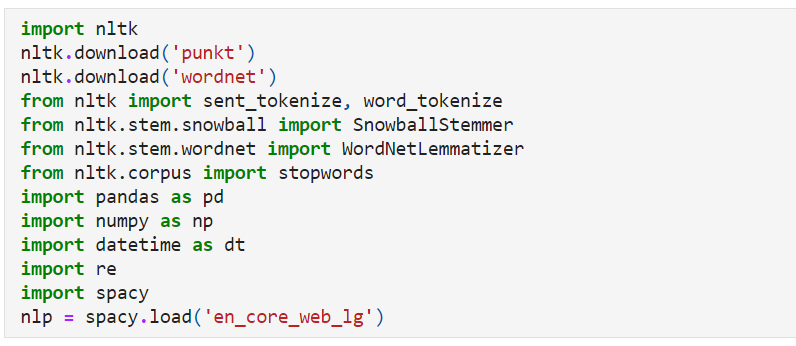 import nltk
nltk.download('punkt')
nltk.download('wordnet')
from nltk import sent_tokenize, word_tokenize
from nltk.stem.snowball import SnowballStemmer
from nltk.stem.wordnet import WordNetLemmatizer
from nltk.corpus import stopwords
import pandas as pd
import numpy as np
import datetime as dt
import re
import spacy
nlp = spacy.load('en_core_web_lg')